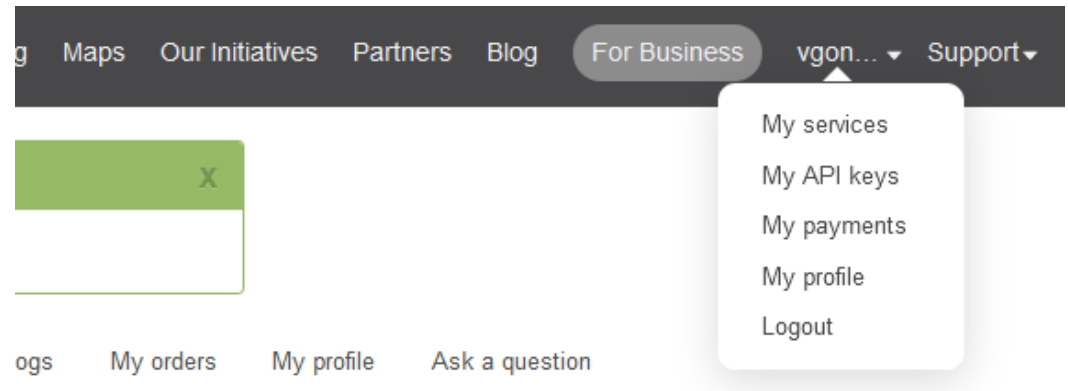 g Maps Our Initiatives Partners Blog For Business vgon... Support
My services
x
My API keys
My payments
My profile
Logout
ogs My orders My profile Ask a question